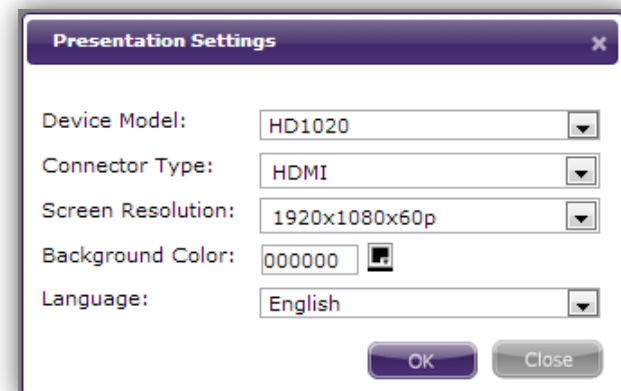 Presentation Settings
Device Model: HD1020
Connector Type: HDMI
Screen Resolution: 1920x1080x60p
Background Color: 000000
Language: English
OK Close